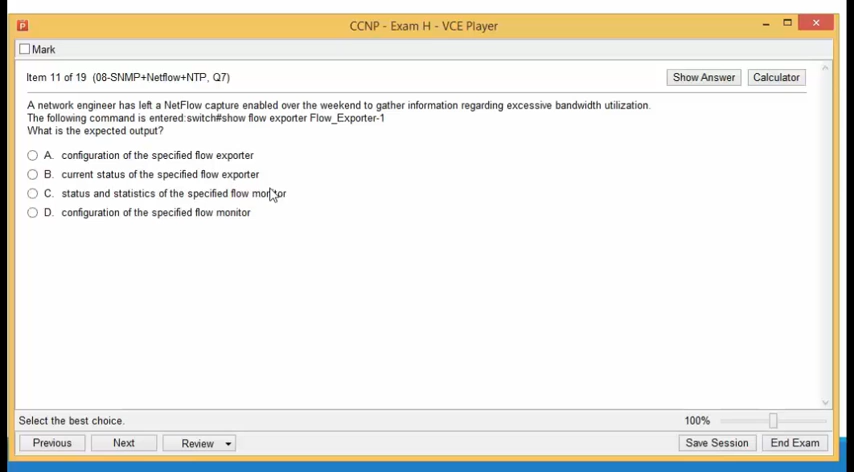 CCNP - Exam H - VCE Player
Mark
Item 11 of 19 (08-SNMP+Netflow+NTP, Q7)
Show Answer
Calculator
A network engineer has left a NetFlow capture enabled over the weekend to gather information regarding excessive bandwidth utilization.
The following command is entered:switch#show flow exporter Flow_Exporter-1
What is the expected output?
A. configuration of the specified flow exporter
B. current status of the specified flow exporter
C. status and statistics of the specified flow monitor
D. configuration of the specified flow monitor
Select the best choice.
100%
Previous
Next
Review
Save Session
End Exam